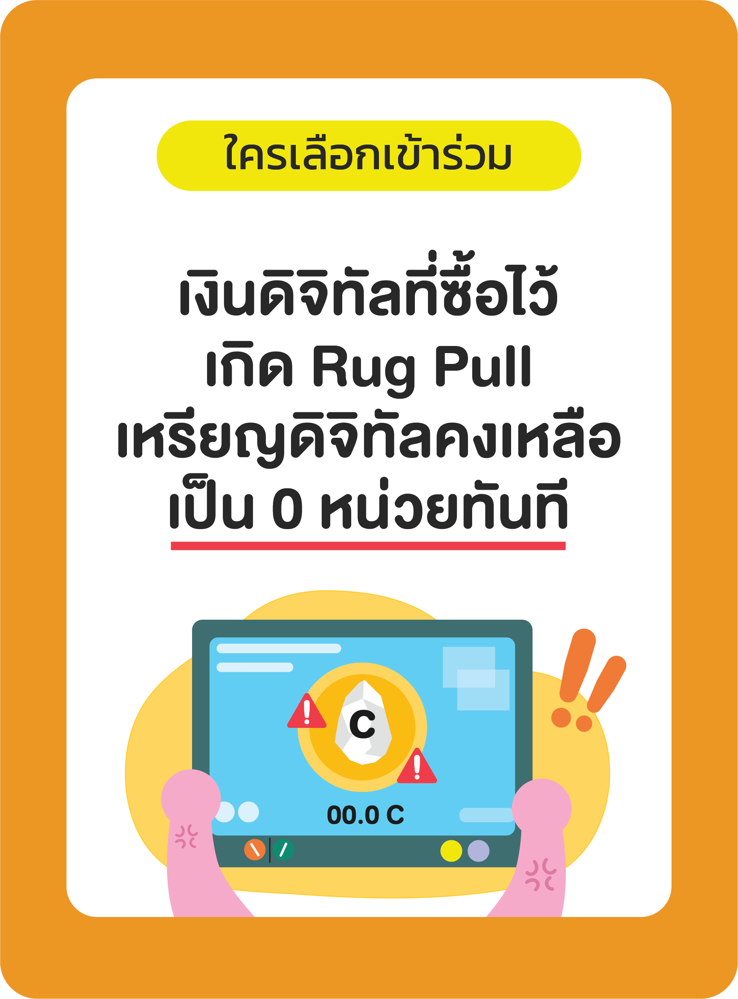 ใครเลือกเข้าร่วม
เงินดิจิทัลที่ซื้อไว้
เกิด Rug Pull
เหรียญดิจิทัลคงเหลือ
เป็น 0 หน่วยทันที
C
00.0 C